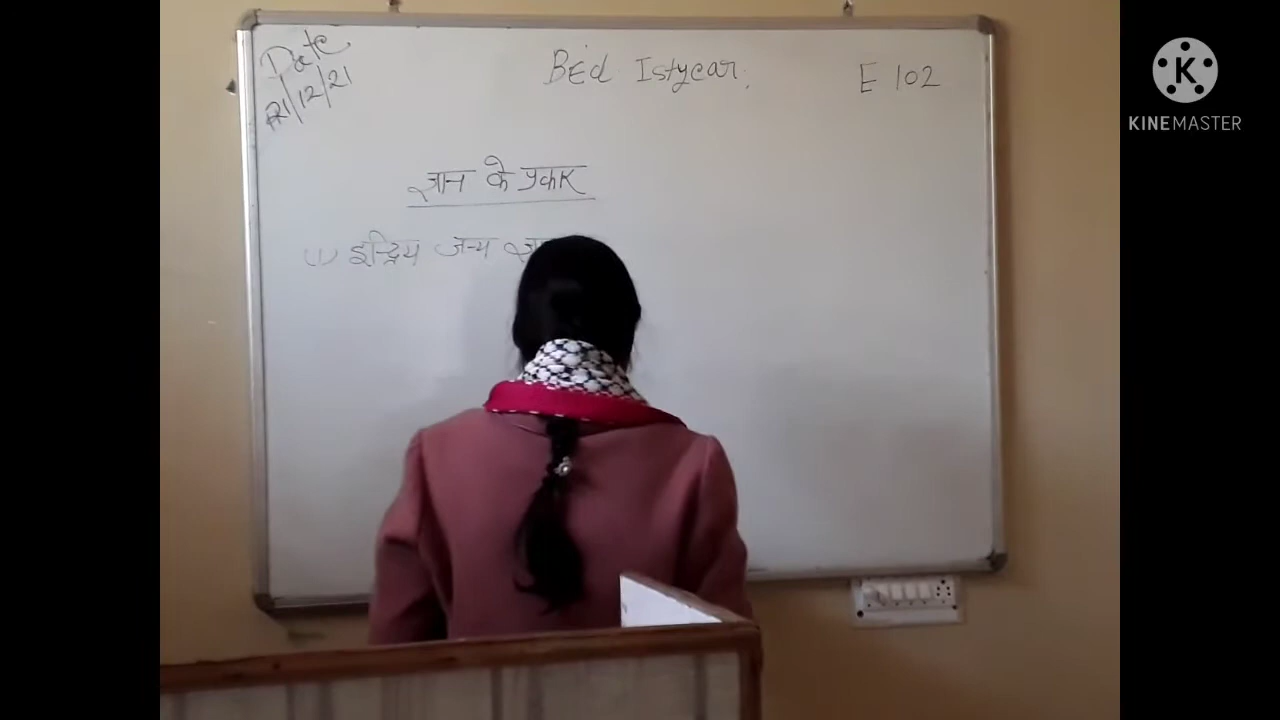 Date
21/12/21
BEd Istyear.
E 102
ज्ञान के प्रकार
(1) इन्द्रिय जन्य
KINEMASTER